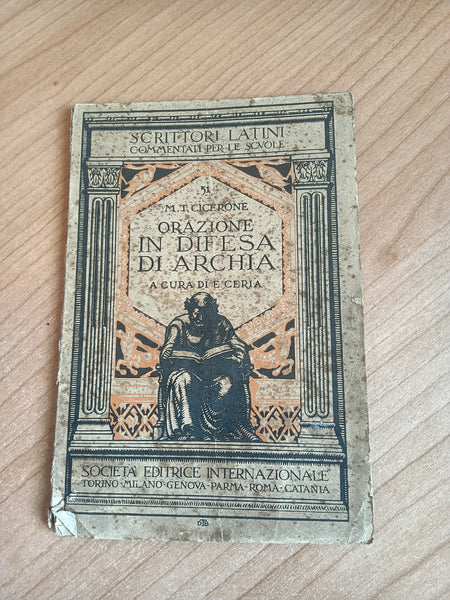 SCRITTORI LATINI
COMMENTATI PER LE SCVOLE
51
M. T. CICERONE
ORAZIONE
IN DIFESA
DI ARCHIA
A CURA DI E. CERIA
SOCIETÀ EDITRICE INTERNAZIONALE
TORINO-MILANO-GENOVA-PARMA-ROMA-CATANIA